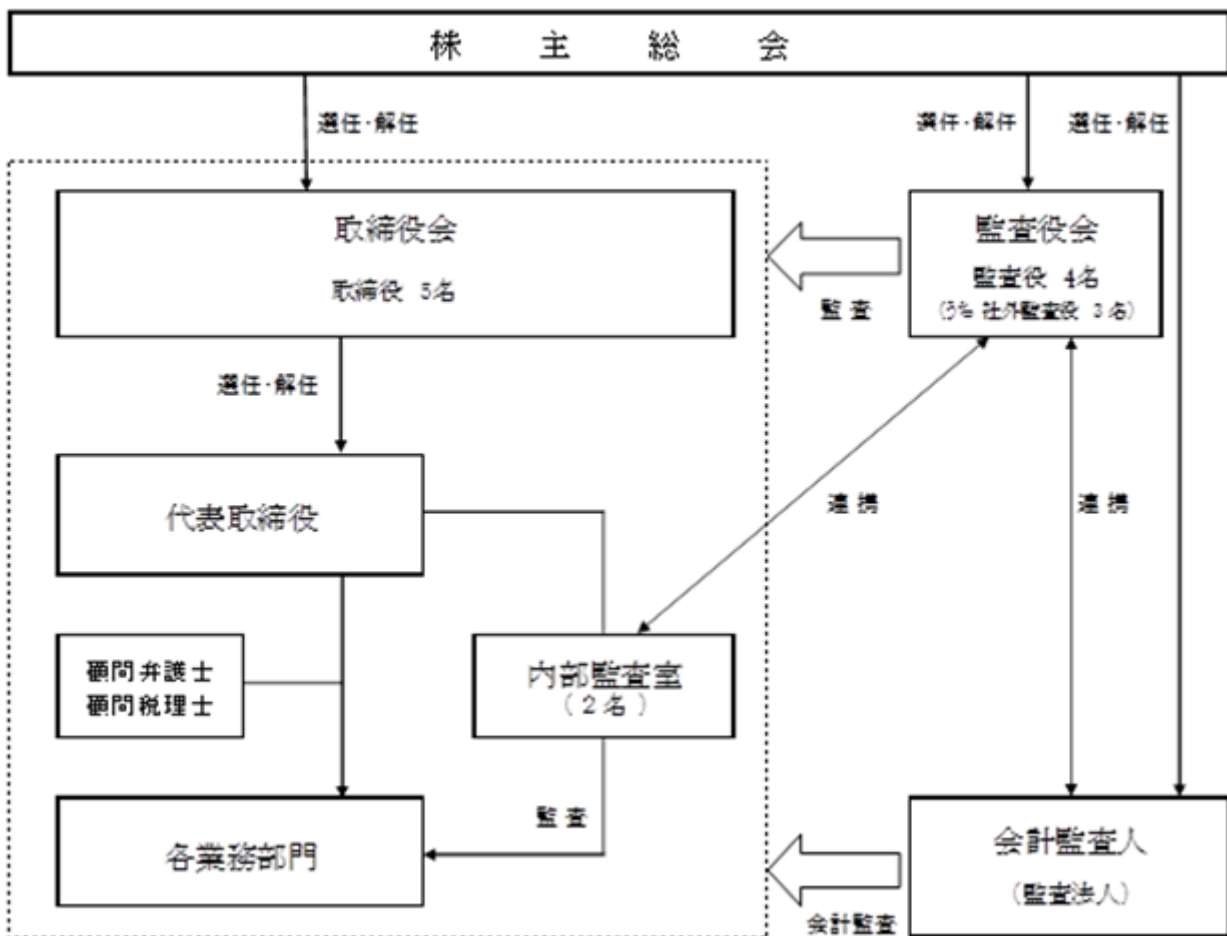 株主総会
選任・解任
選任・解任
選任・解任
取締役会
取締役 5名
監査役会
監査役 4名
(うち 社外監査役 3名)
監査
選任・解任
代表取締役
連携
連携
顧問弁護士
顧問税理士
内部監査室
(2名)
監査
各業務部門
会計監査人
(監査法人)
会計監査